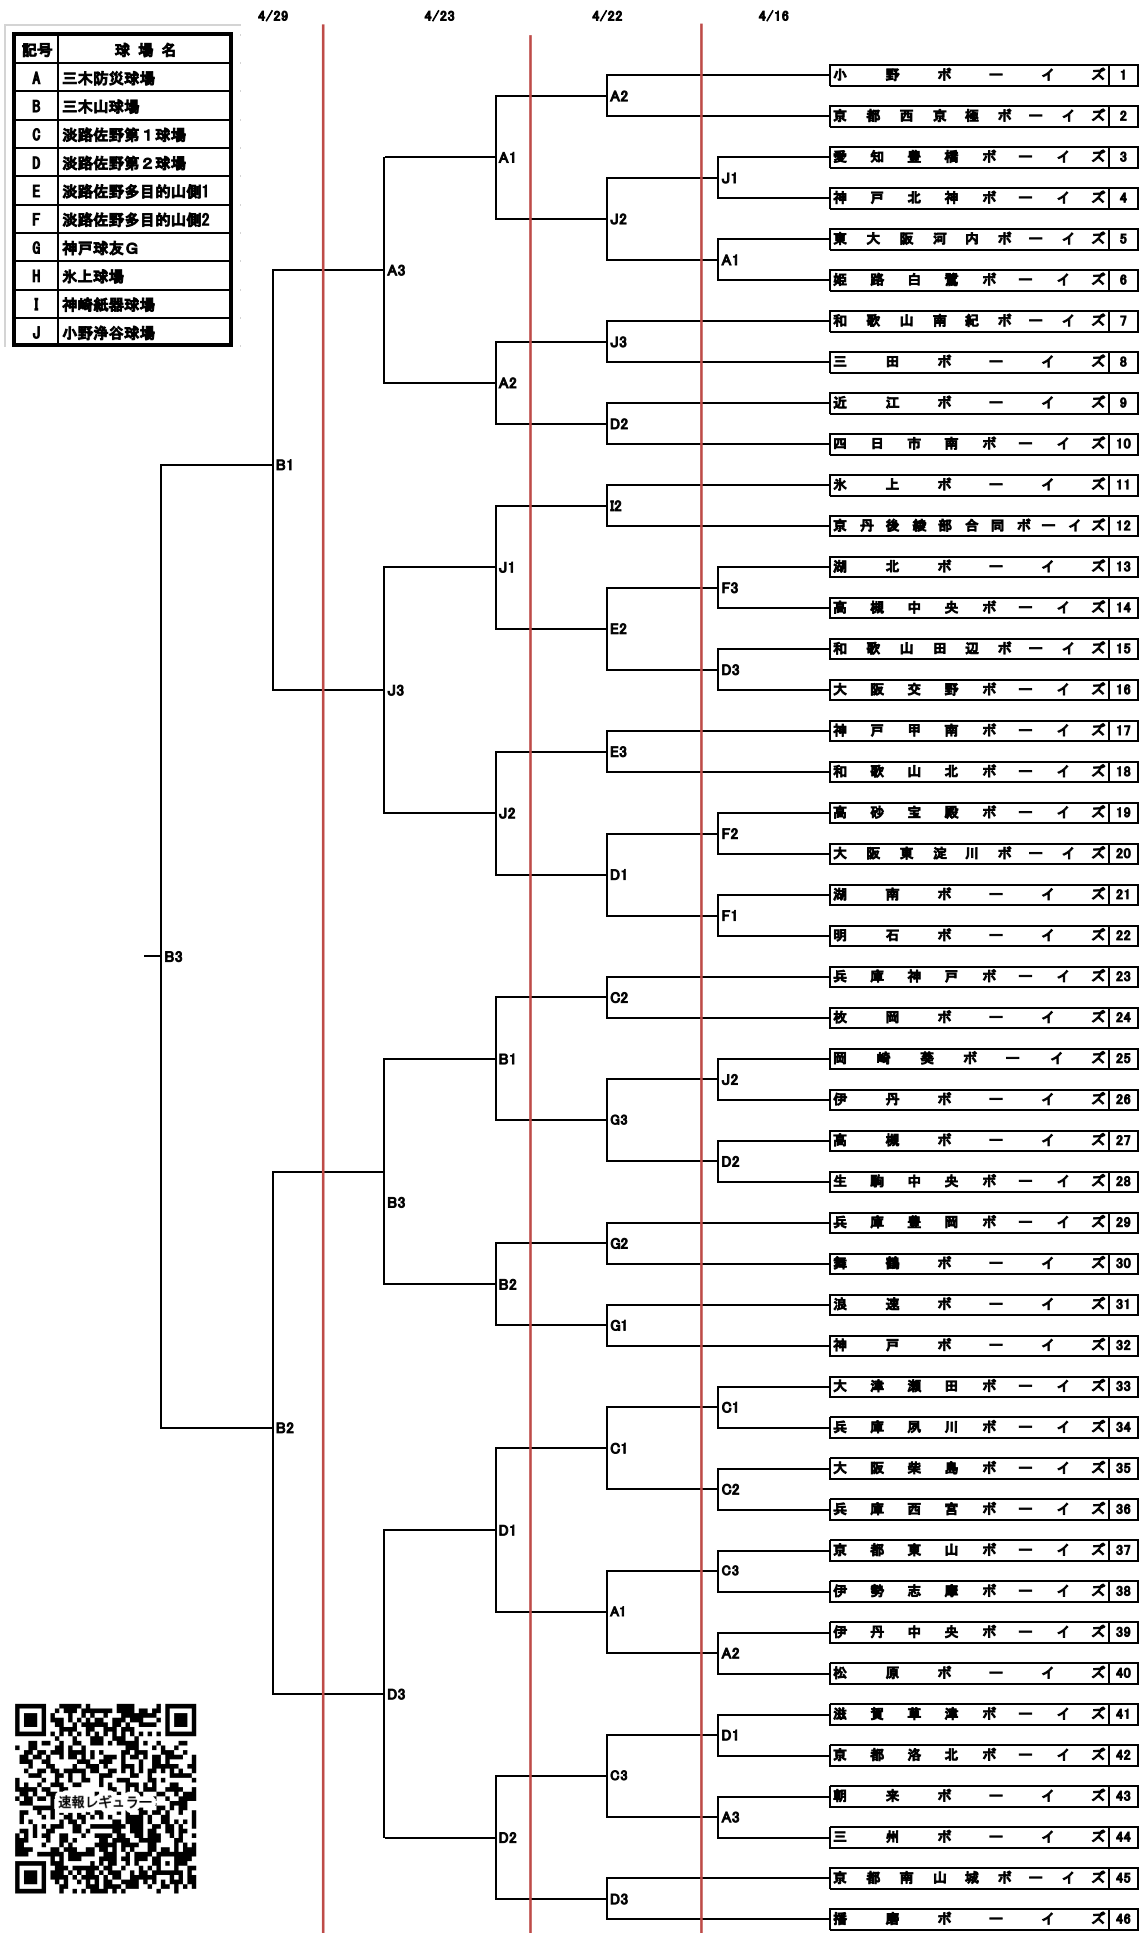 4/29 4/23 4/22 4/16
記号 球場名
A 三木防災球場
B 三木山球場
C 淡路佐野第1球場
D 淡路佐野第2球場
E 淡路佐野多目的山側1
F 淡路佐野多目的山側2
G 神戸球友G
H 氷上球場
I 神崎紙器球場
J 小野浄谷球場
小野ボーイズ 1
A2
京都西京極ボーイズ 2
A1
愛知豊橋ボーイズ 3
J1
神戸北神ボーイズ 4
J2
東大阪河内ボーイズ 5
A1
姫路白鷺ボーイズ 6
A3
和歌山南紀ボーイズ 7
J3
三田ボーイズ 8
A2
近江ボーイズ 9
D2
四日市南ボーイズ 10
B1
氷上ボーイズ 11
I2
京丹後綾部合同ボーイズ 12
J1
湖北ボーイズ 13
F3
高槻中央ボーイズ 14
E2
和歌山田辺ボーイズ 15
D3
大阪交野ボーイズ 16
J3
神戸甲南ボーイズ 17
E3
和歌山北ボーイズ 18
J2
高砂宝殿ボーイズ 19
F2
大阪東淀川ボーイズ 20
D1
湖南ボーイズ 21
F1
明石ボーイズ 22
B3
兵庫神戸ボーイズ 23
C2
枚岡ボーイズ 24
B1
岡崎葵ボーイズ 25
J2
伊丹ボーイズ 26
G3
高槻ボーイズ 27
D2
生駒中央ボーイズ 28
B3
兵庫豊岡ボーイズ 29
G2
舞鶴ボーイズ 30
B2
浪速ボーイズ 31
G1
神戸ボーイズ 32
大津瀬田ボーイズ 33
C1
兵庫夙川ボーイズ 34
B2
C1
大阪柴島ボーイズ 35
C2
兵庫西宮ボーイズ 36
D1
京都東山ボーイズ 37
C3
伊勢志摩ボーイズ 38
A1
伊丹中央ボーイズ 39
A2
松原ボーイズ 40
D3
滋賀草津ボーイズ 41
D1
京都洛北ボーイズ 42
C3
朝来ボーイズ 43
A3
三州ボーイズ 44
D2
京都南山城ボーイズ 45
D3
播磨ボーイズ 46
速報レギュラー